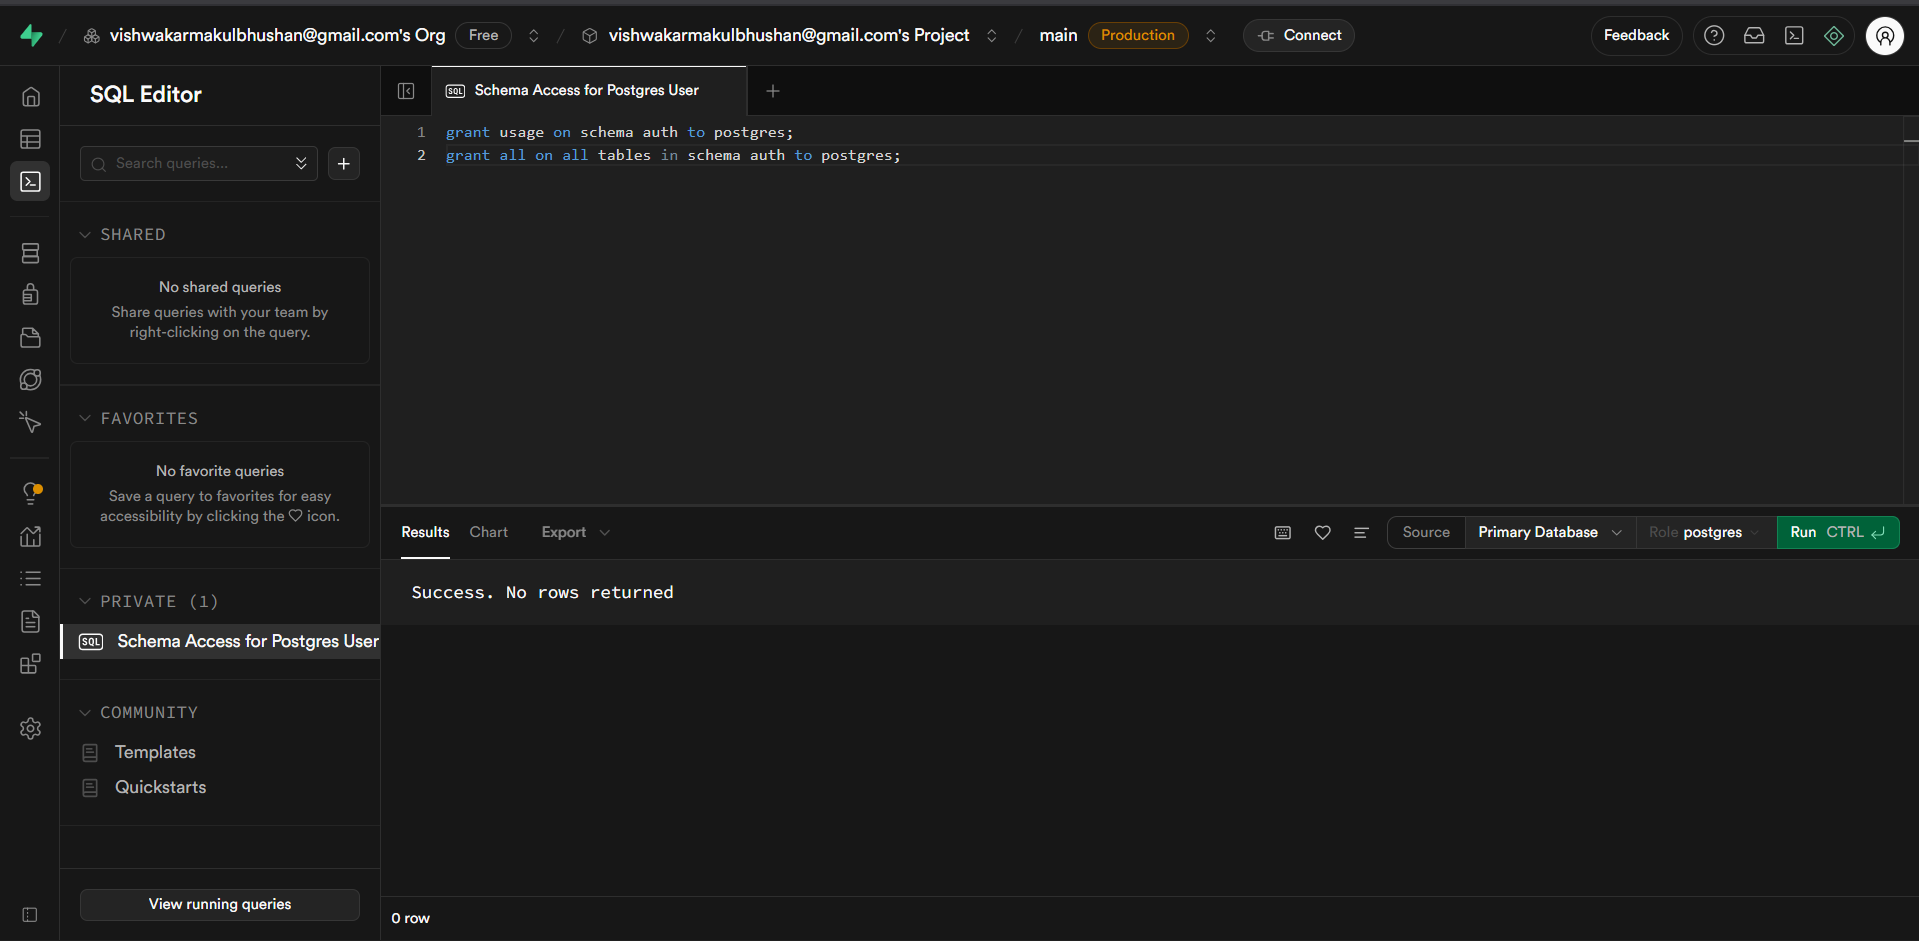 vishwakarmakulbhushan@gmail.com's Org Free vishwakarmakulbhushan@gmail.com's Project main Production Connect Feedback
SQL Editor
Search queries...
SHARED
No shared queries
Share queries with your team by
right-clicking on the query.
FAVORITES
No favorite queries
Save a query to favorites for easy
accessibility by clicking the icon.
PRIVATE (1)
SQL Schema Access for Postgres User
COMMUNITY
Templates
Quickstarts
View running queries
SQL Schema Access for Postgres User
1 grant usage on schema auth to postgres;
2 grant all on all tables in schema auth to postgres;
Results Chart Export Source Primary Database Role postgres Run CTRL
Success. No rows returned
0 row